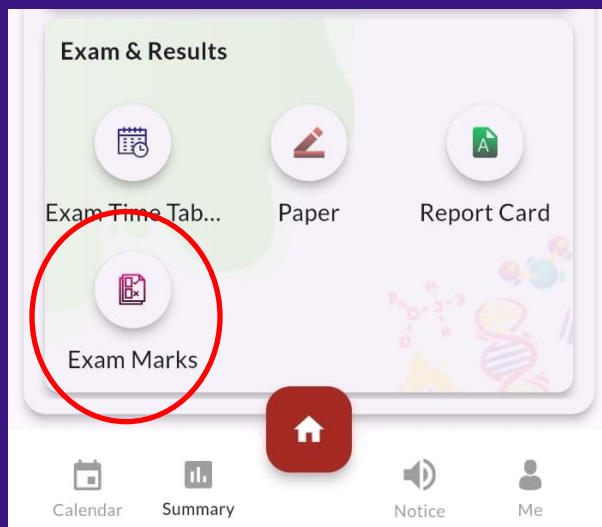 Exam & Results
Exam Time Tab...
Paper
Report Card
Exam Marks
Calendar
Summary
Notice
Me